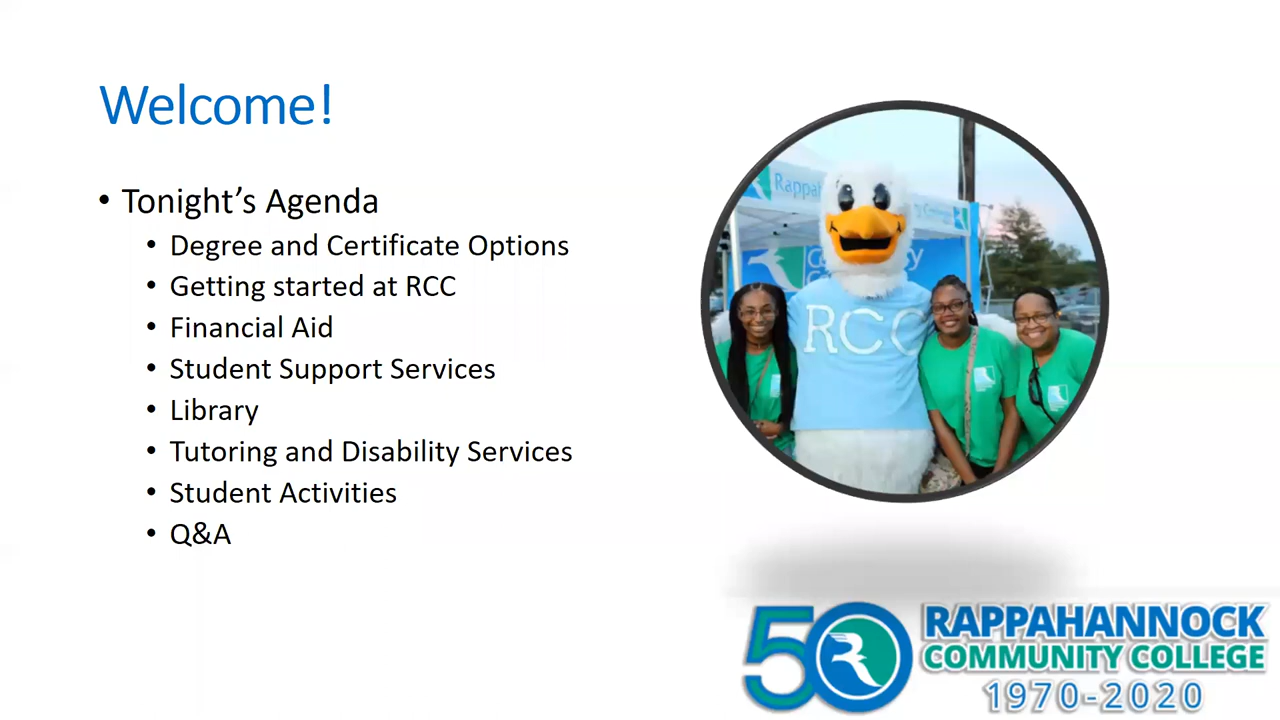 Welcome!
• Tonight’s Agenda
• Degree and Certificate Options
• Getting started at RCC
• Financial Aid
• Student Support Services
• Library
• Tutoring and Disability Services
• Student Activities
• Q&A
RCC
50
RAPPAHANNOCK
COMMUNITY COLLEGE
1970-2020